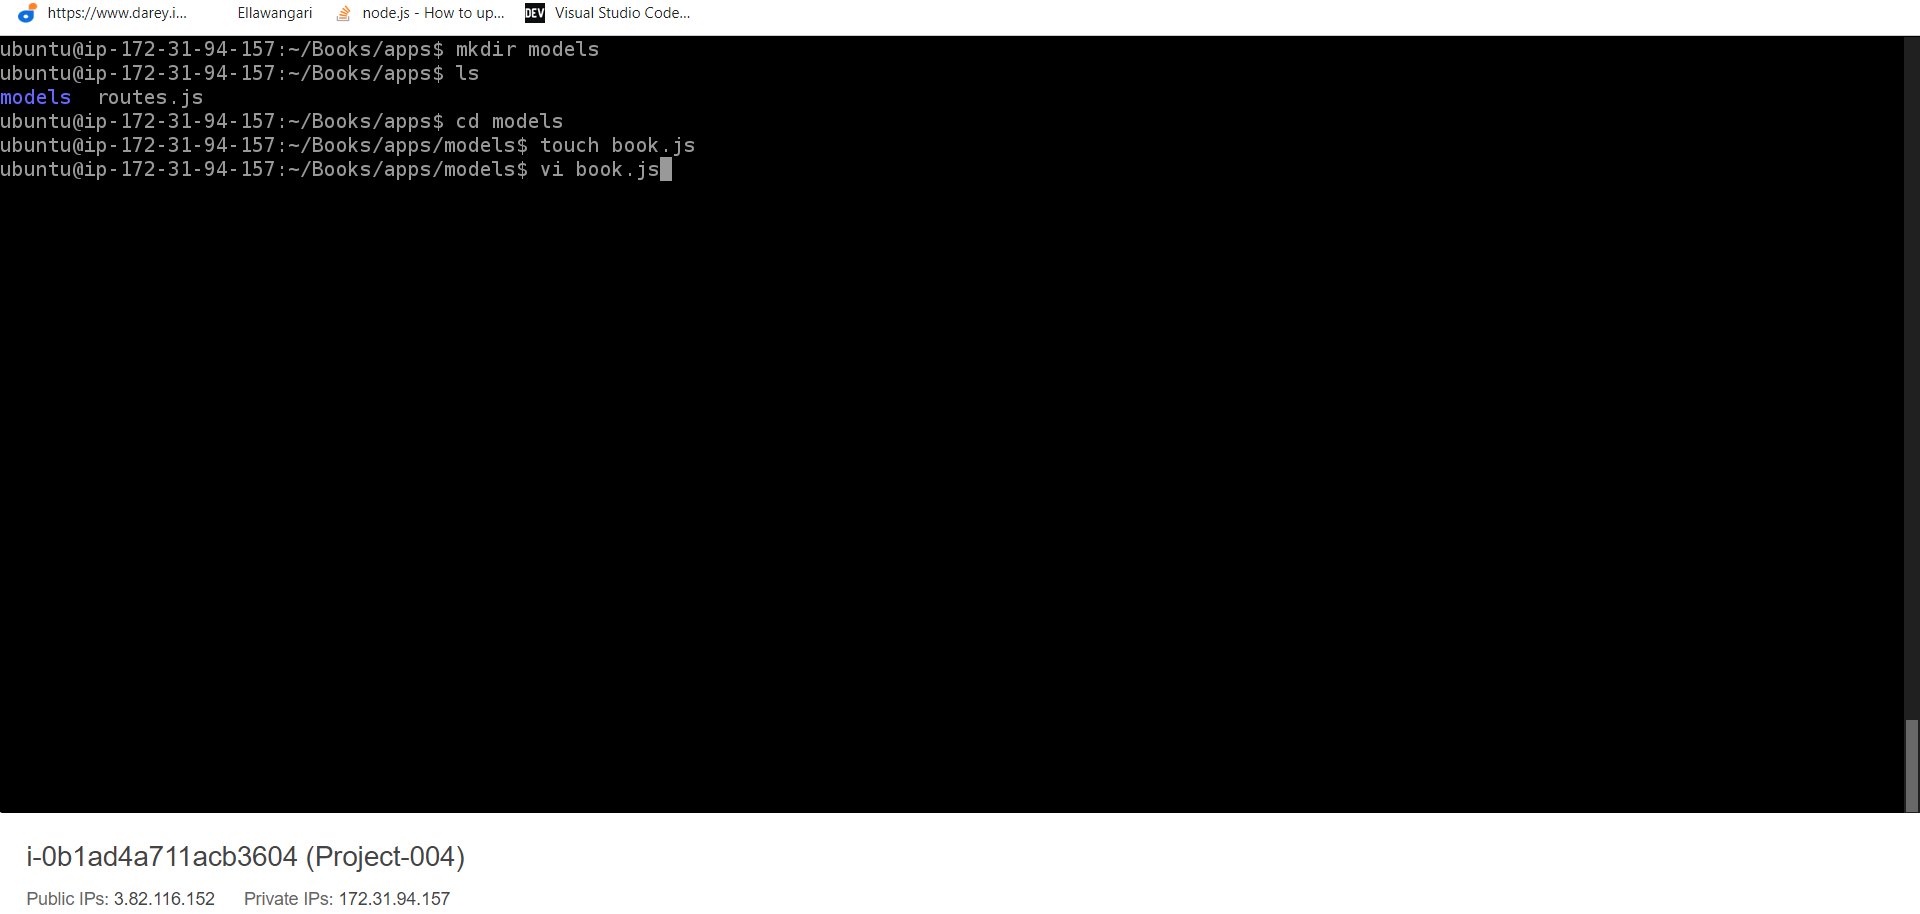 https://www.darey.i... Ellawangari node.js - How to up... DEV Visual Studio Code...
ubuntu@ip-172-31-94-157:~/Books/apps$ mkdir models
ubuntu@ip-172-31-94-157:~/Books/apps$ ls
models  routes.js
ubuntu@ip-172-31-94-157:~/Books/apps$ cd models
ubuntu@ip-172-31-94-157:~/Books/apps/models$ touch book.js
ubuntu@ip-172-31-94-157:~/Books/apps/models$ vi book.js
i-0b1ad4a711acb3604 (Project-004)
Public IPs: 3.82.116.152 Private IPs: 172.31.94.157